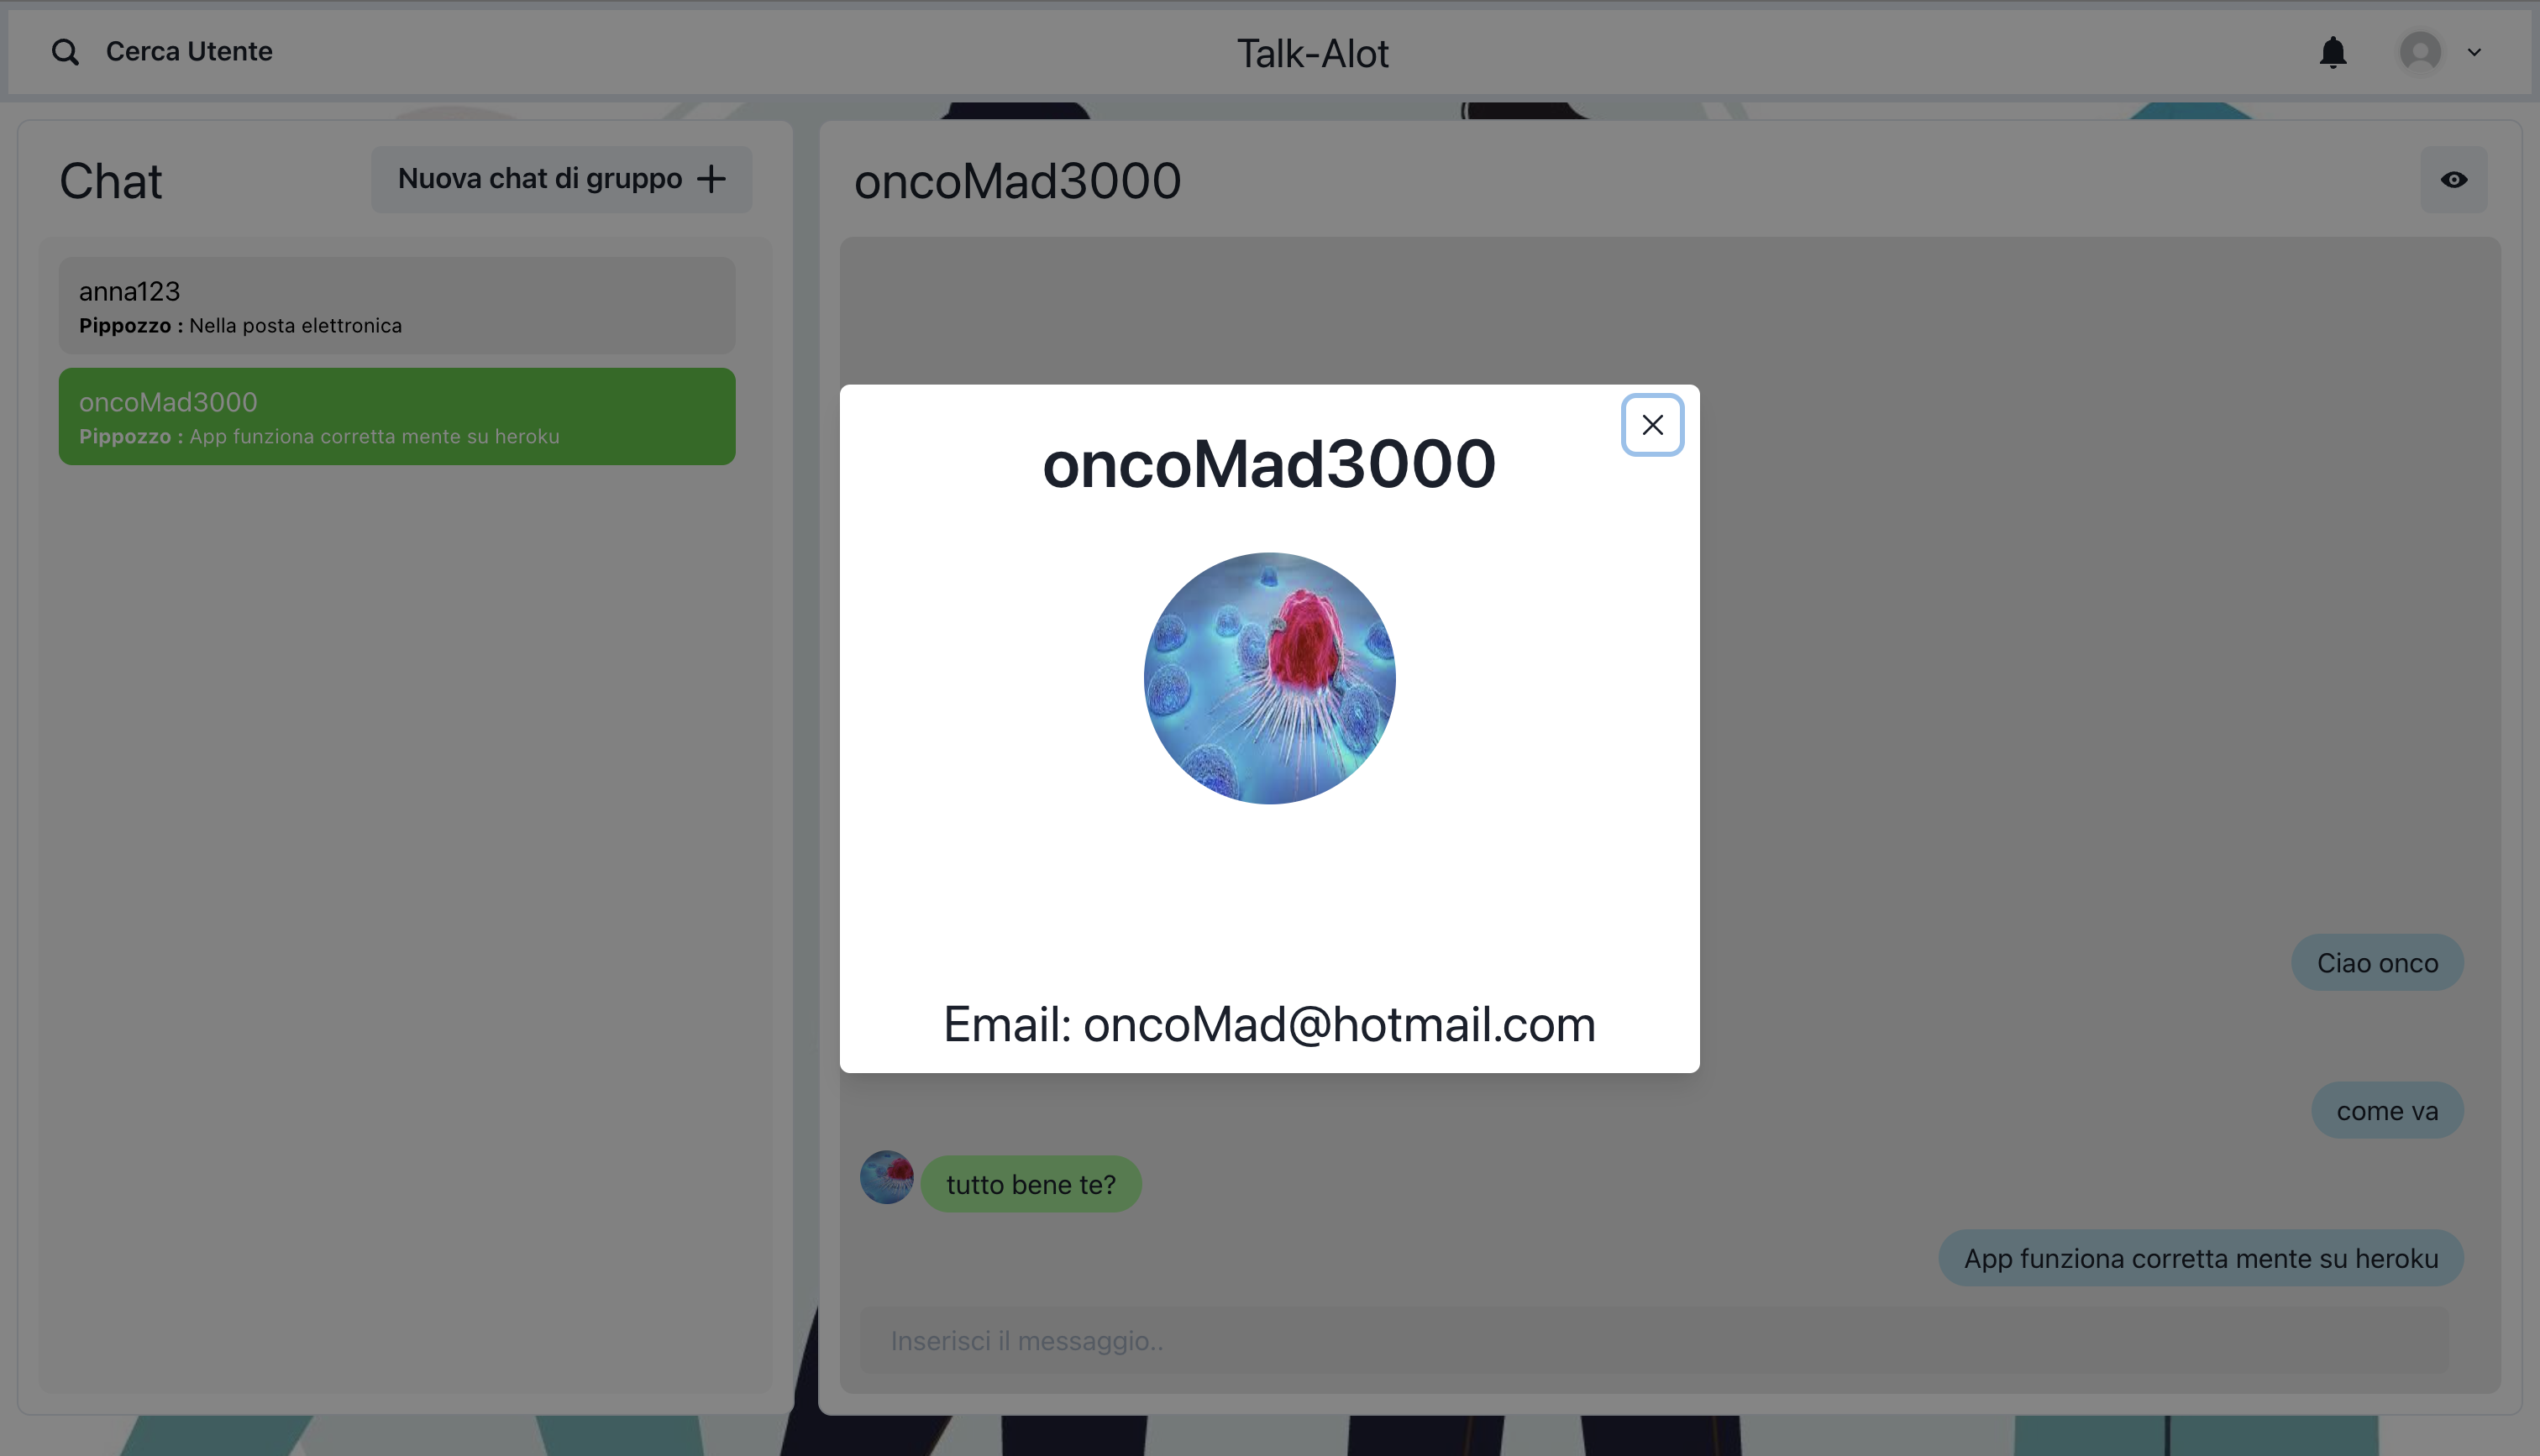 Cerca Utente
Talk-Alot
Chat
Nuova chat di gruppo
anna123
Pippozzo : Nella posta elettronica
oncoMad3000
Pippozzo : App funziona corretta mente su heroku
oncoMad3000
oncoMad3000
Email: oncoMad@hotmail.com
Ciao onco
come va
tutto bene te?
App funziona corretta mente su heroku
Inserisci il messaggio..